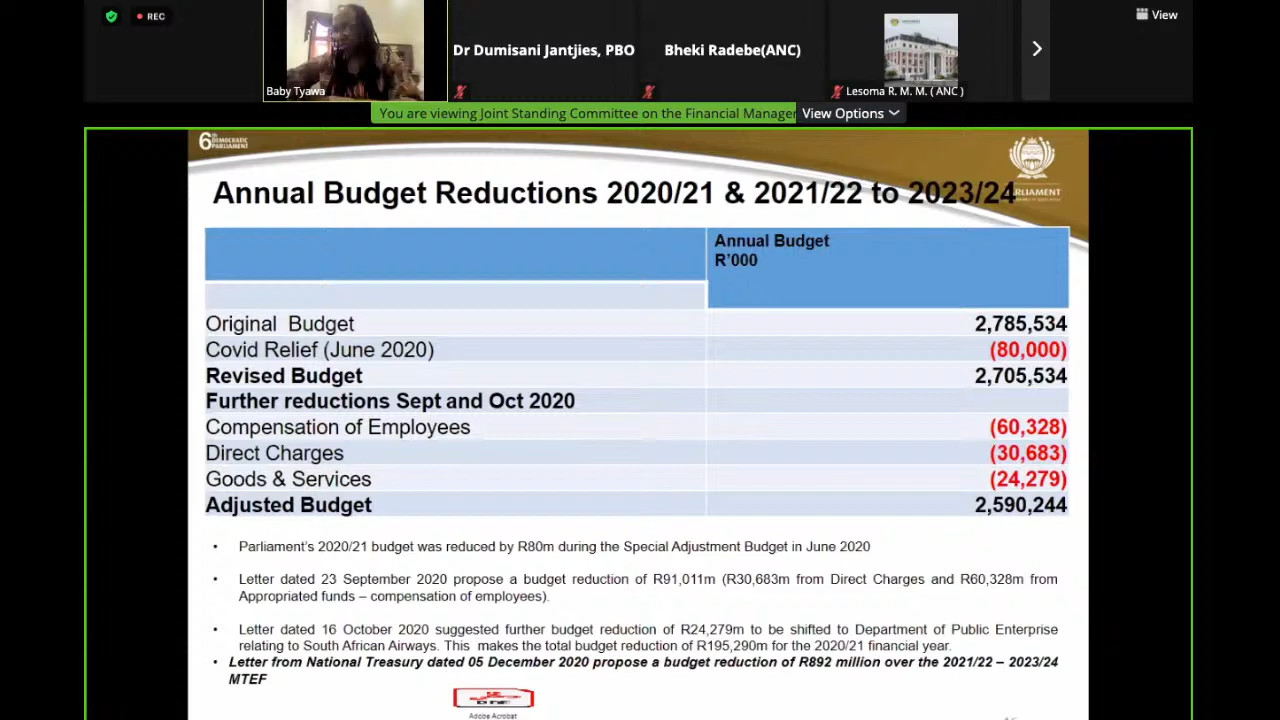 REC
View
Baby Tyawa
Dr Dumisani Jantjies, PBO
Bheki Radebe(ANC)
Lesoma R. M. M. ( ANC )
You are viewing Joint Standing Committee on the Financial Manager
View Options
6th DEMOCRATIC PARLIAMENT
Annual Budget Reductions 2020/21 & 2021/22 to 2023/24
RLIAMENT
Annual Budget
R'000
Original Budget 2,785,534
Covid Relief (June 2020) (80,000)
Revised Budget 2,705,534
Further reductions Sept and Oct 2020
Compensation of Employees (60,328)
Direct Charges (30,683)
Goods & Services (24,279)
Adjusted Budget 2,590,244
• Parliament's 2020/21 budget was reduced by R80m during the Special Adjustment Budget in June 2020
• Letter dated 23 September 2020 propose a budget reduction of R91,011m (R30,683m from Direct Charges and R60,328m from
Appropriated funds – compensation of employees).
• Letter dated 16 October 2020 suggested further budget reduction of R24,279m to be shifted to Department of Public Enterprise
relating to South African Airways. This makes the total budget reduction of R195,290m for the 2020/21 financial year.
• Letter from National Treasury dated 05 December 2020 propose a budget reduction of R892 million over the 2021/22 – 2023/24
MTEF
Adobe Acrobat